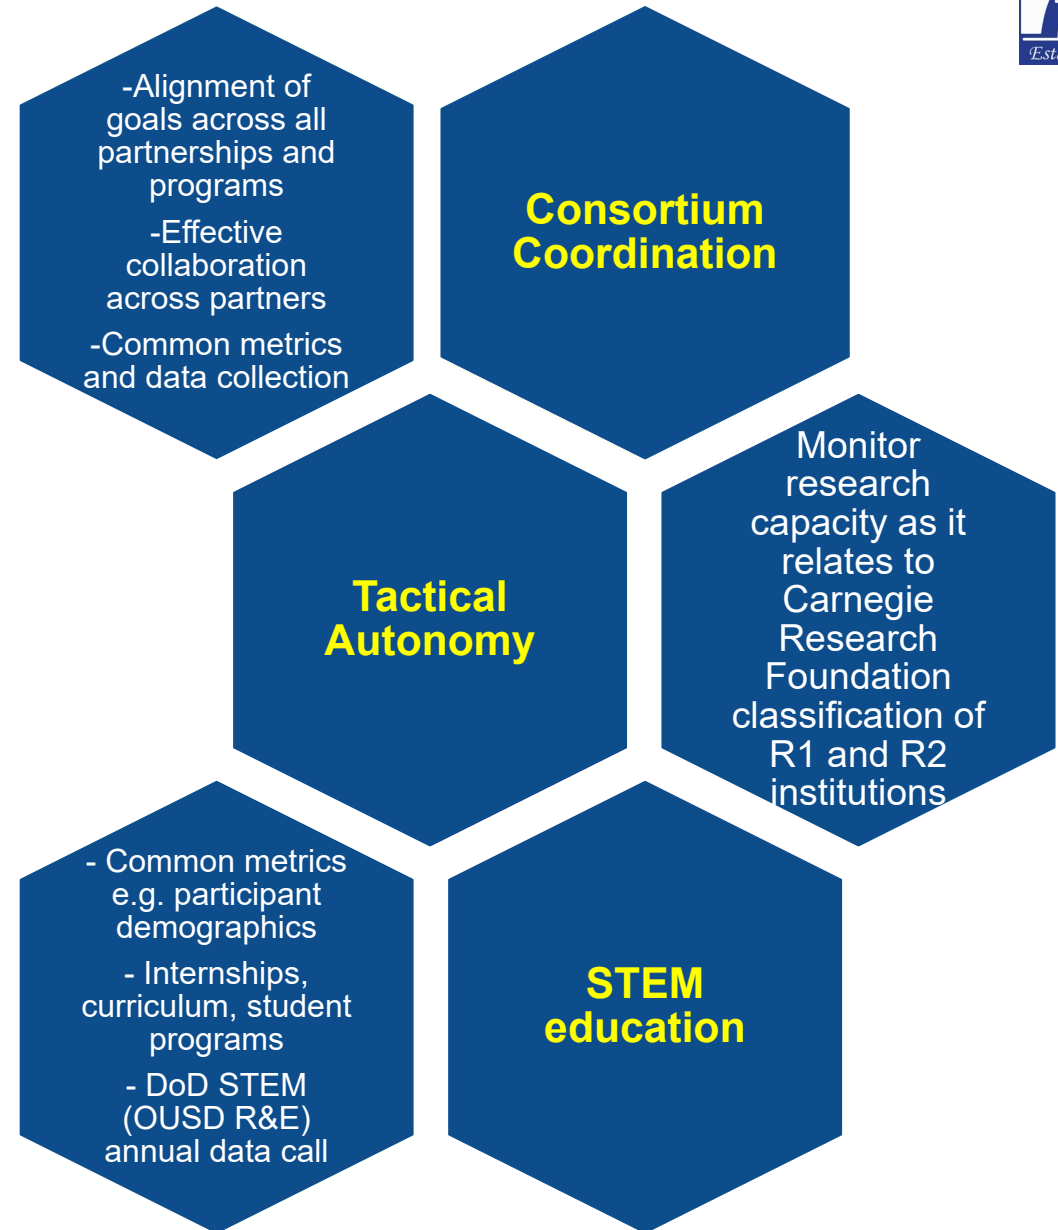 -Alignment of
goals across all
partnerships and
programs
-Effective
collaboration
across partners
-Common metrics
and data collection
Consortium
Coordination
Tactical
Autonomy
Monitor
research
capacity as it
relates to
Carnegie
Research
Foundation
classification of
R1 and R2
institutions
- Common metrics
e.g. participant
demographics
- Internships,
curriculum, student
programs
- DoD STEM
(OUSD R&E)
annual data call
STEM
education